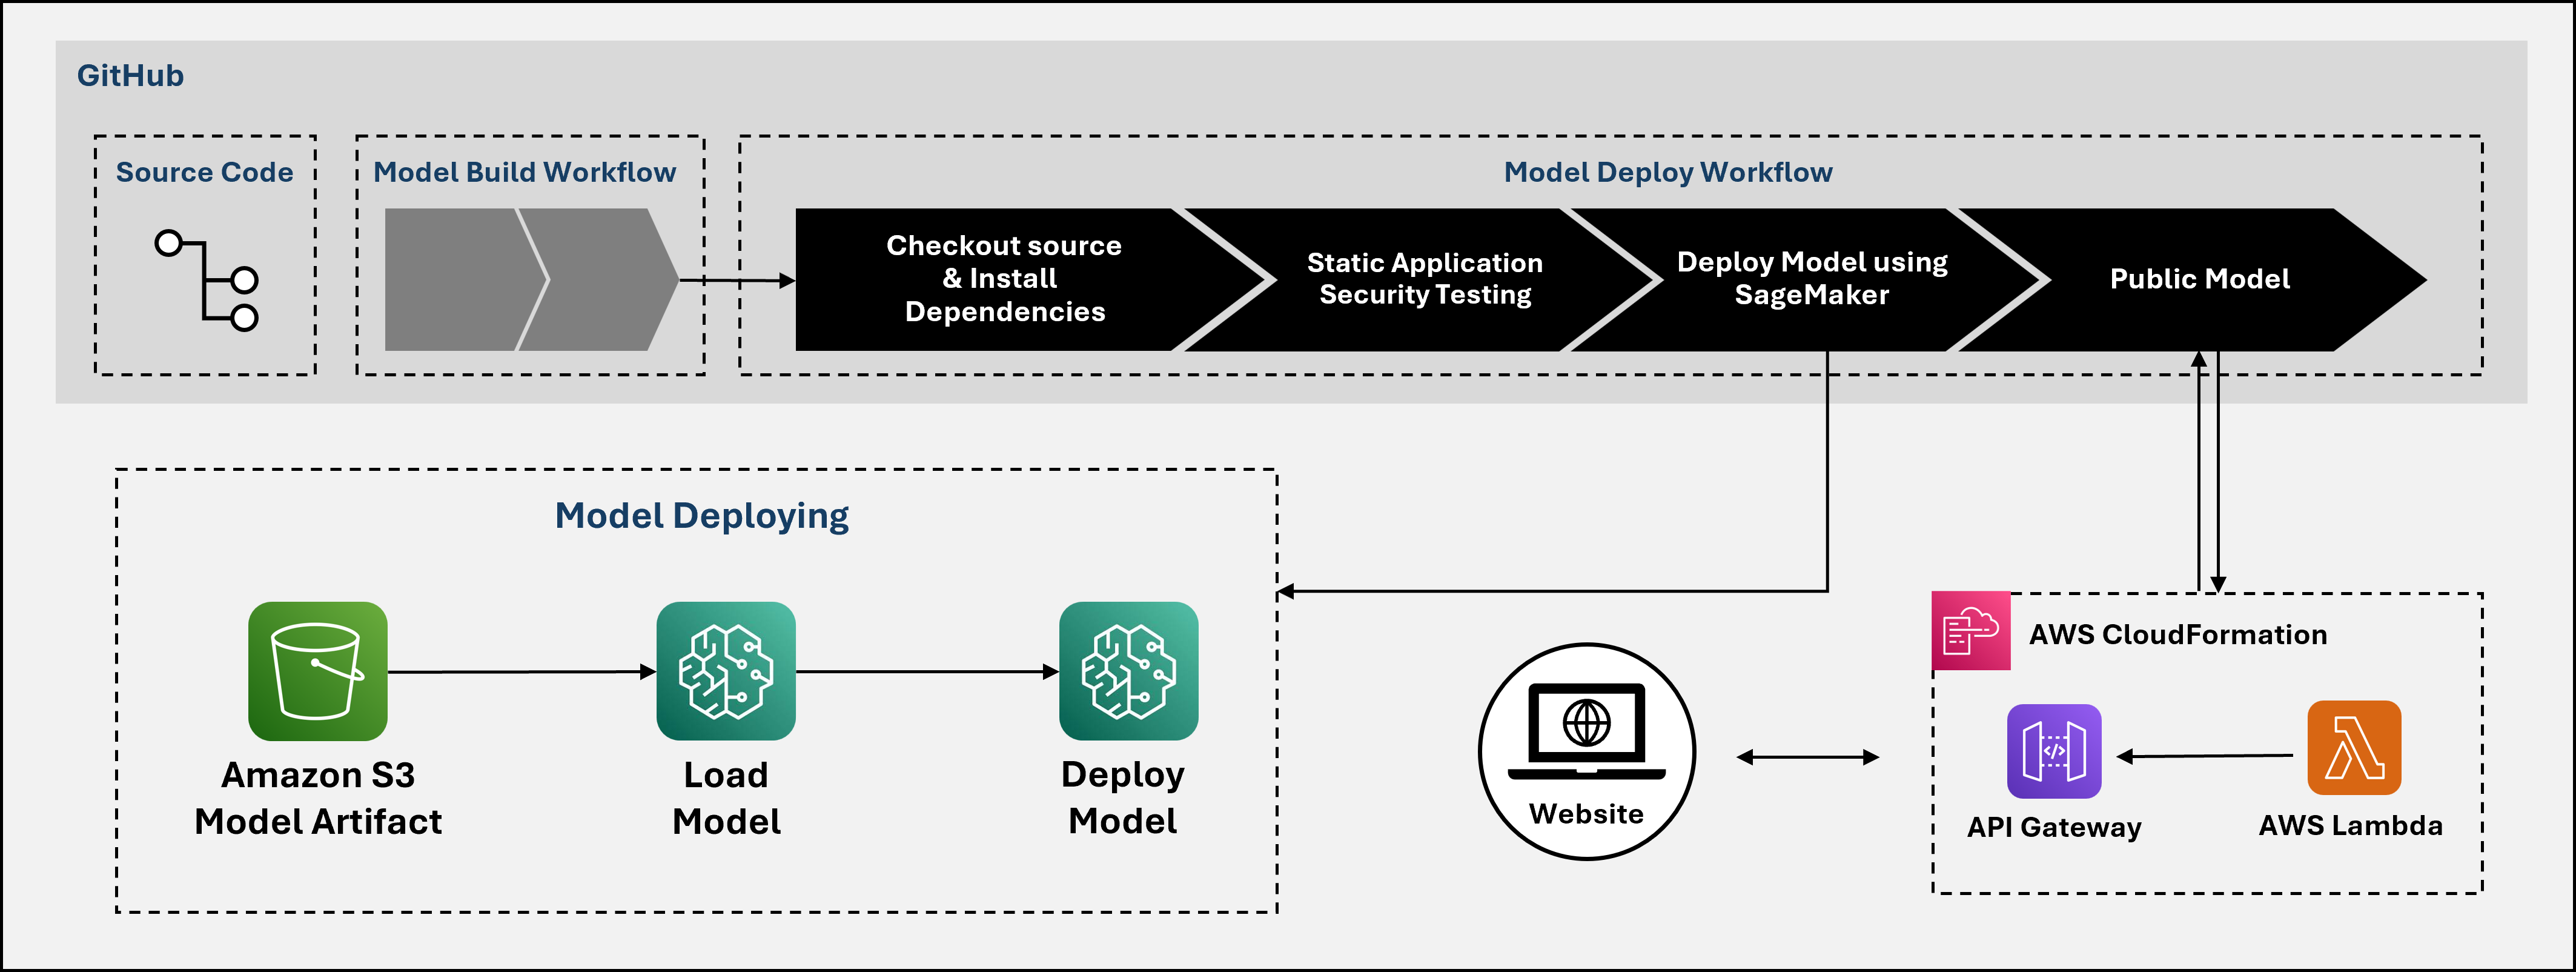 GitHub
Source Code
Model Build Workflow
Model Deploy Workflow
Checkout source
& Install
Dependencies
Static Application
Security Testing
Deploy Model using
SageMaker
Public Model
Model Deploying
Amazon S3
Model Artifact
Load
Model
Deploy
Model
Website
AWS CloudFormation
</>
API Gateway
AWS Lambda